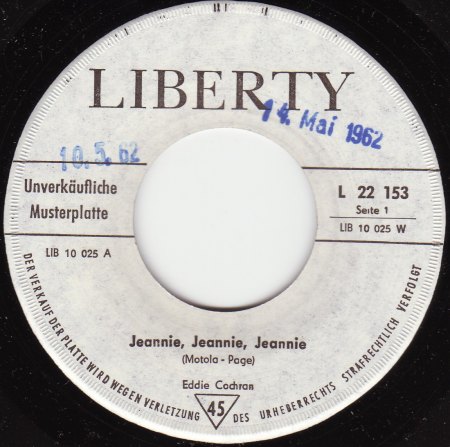 LIBERTY
14. Mai 1962
10.5.62
Unverkäufliche
Musterplatte
L 22 153
Seite 1
LIB 10 025 W
LIB 10 025 A
Jeannie, Jeannie, Jeannie
(Motola - Page)
Eddie Cochran
45
DER VERKAUF DER PLATTE WIRD WEGEN VERLETZUNG DES URHEBERRECHTS STRAFRECHTLICH VERFOLGT